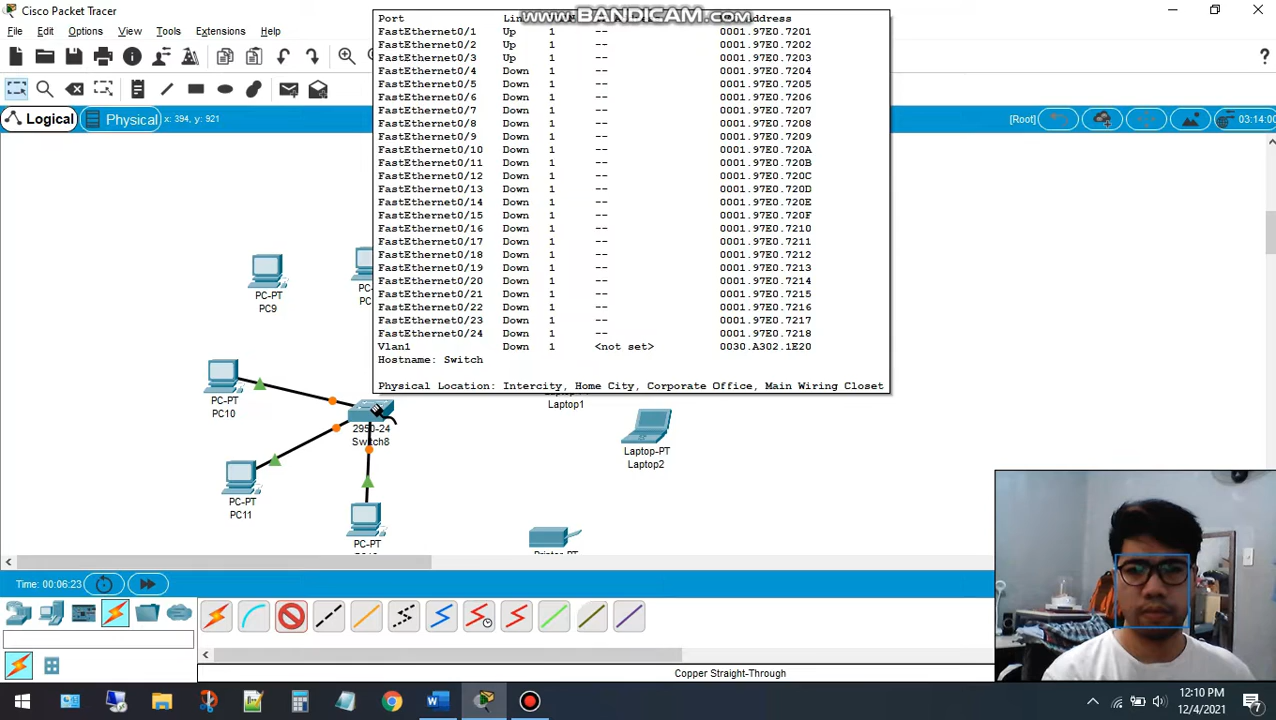 Cisco Packet Tracer
www.BANDICAM.com
File Edit Options View Tools Extensions Help
Logical Physical x: 394, y: 921
[Root] 03:14:00
Port
FastEthernet0/1 Up 1 -- 0001.97E0.7201
FastEthernet0/2 Up 1 -- 0001.97E0.7202
FastEthernet0/3 Up 1 -- 0001.97E0.7203
FastEthernet0/4 Down 1 -- 0001.97E0.7204
FastEthernet0/5 Down 1 -- 0001.97E0.7205
FastEthernet0/6 Down 1 -- 0001.97E0.7206
FastEthernet0/7 Down 1 -- 0001.97E0.7207
FastEthernet0/8 Down 1 -- 0001.97E0.7208
FastEthernet0/9 Down 1 -- 0001.97E0.7209
FastEthernet0/10 Down 1 -- 0001.97E0.720A
FastEthernet0/11 Down 1 -- 0001.97E0.720B
FastEthernet0/12 Down 1 -- 0001.97E0.720C
FastEthernet0/13 Down 1 -- 0001.97E0.720D
FastEthernet0/14 Down 1 -- 0001.97E0.720E
FastEthernet0/15 Down 1 -- 0001.97E0.720F
FastEthernet0/16 Down 1 -- 0001.97E0.7210
FastEthernet0/17 Down 1 -- 0001.97E0.7211
FastEthernet0/18 Down 1 -- 0001.97E0.7212
FastEthernet0/19 Down 1 -- 0001.97E0.7213
FastEthernet0/20 Down 1 -- 0001.97E0.7214
FastEthernet0/21 Down 1 -- 0001.97E0.7215
FastEthernet0/22 Down 1 -- 0001.97E0.7216
FastEthernet0/23 Down 1 -- 0001.97E0.7217
FastEthernet0/24 Down 1 -- 0001.97E0.7218
Vlan1 Down 1 <not set> 0030.A302.1E20
Hostname: Switch
Physical Location: Intercity, Home City, Corporate Office, Main Wiring Closet
PC-PT
PC9
PC-PT
PC10
2950-24
Switch8
Laptop1
Laptop-PT
Laptop2
PC-PT
PC11
PC-PT
Printer-PT
Time: 00:06:23
Copper Straight-Through
12:10 PM
12/4/2021
7